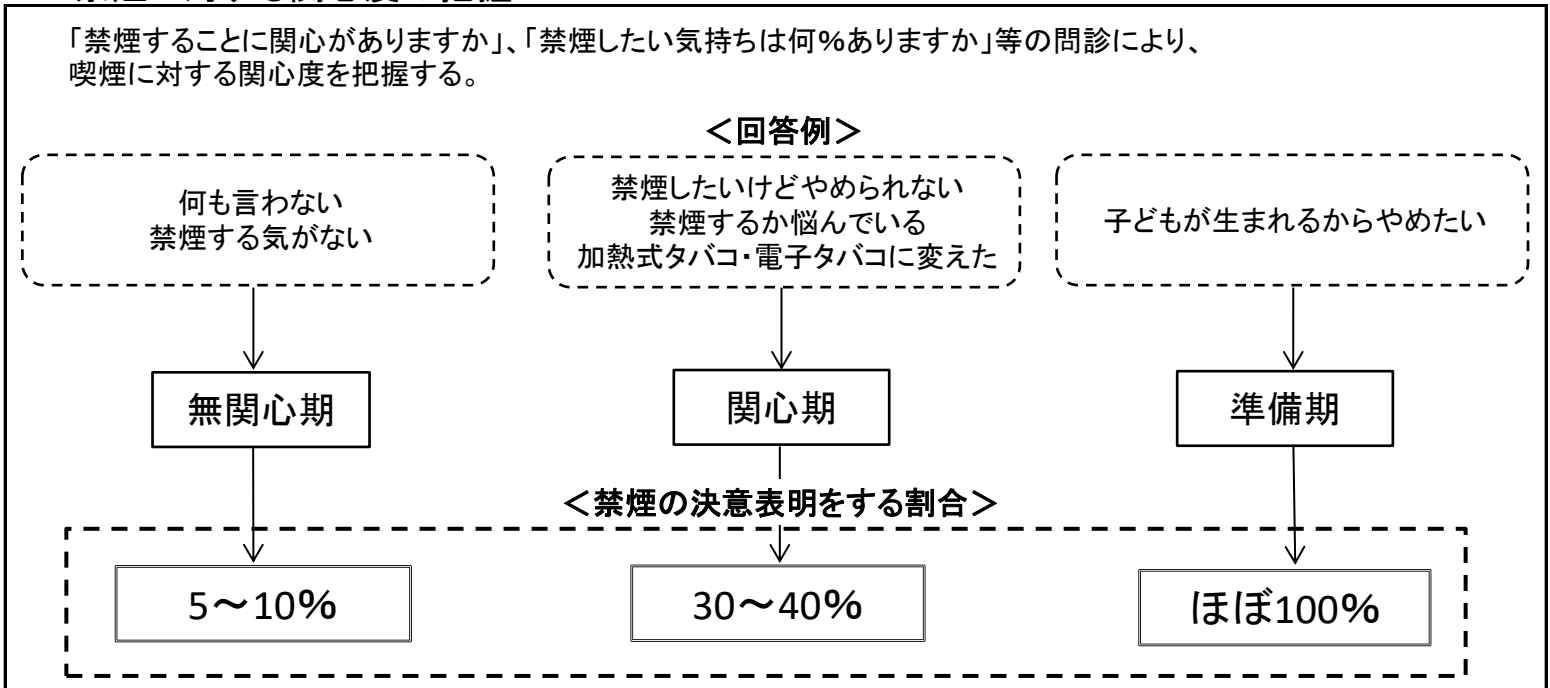 「禁煙することに関心がありますか」、「禁煙したい気持ちは何%ありますか」等の問診により、
喫煙に対する関心度を把握する。
＜回答例＞
何も言わない
禁煙する気がない
禁煙したいけどやめられない
禁煙するか悩んでいる
加熱式タバコ・電子タバコに変えた
子どもが生まれるからやめたい
無関心期
関心期
準備期
＜禁煙の決意表明をする割合＞
5～10%
30～40%
ほぼ100%